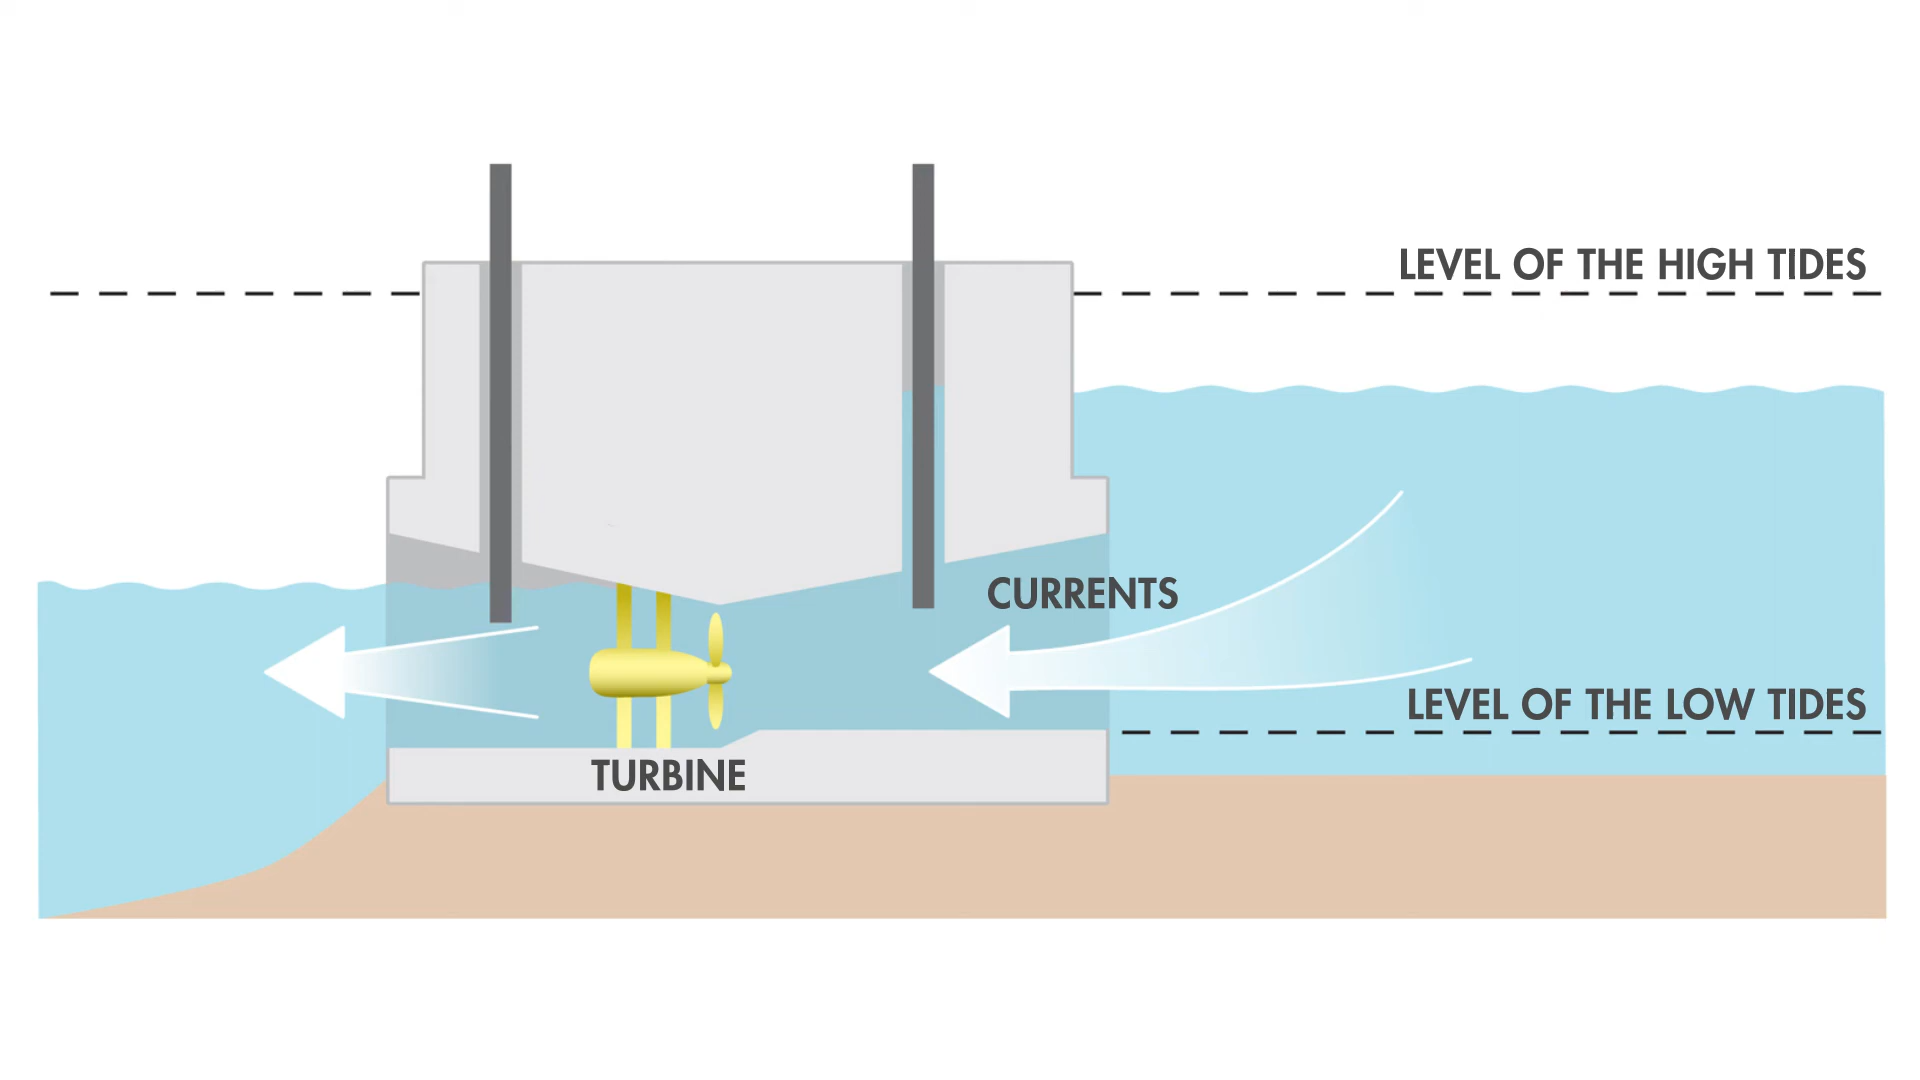 LEVEL OF THE HIGH TIDES
CURRENTS
LEVEL OF THE LOW TIDES
TURBINE